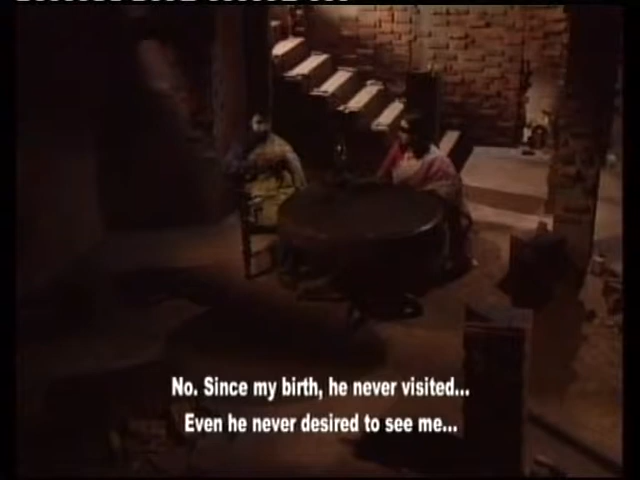 No. Since my birth, he never visited...
Even he never desired to see me...